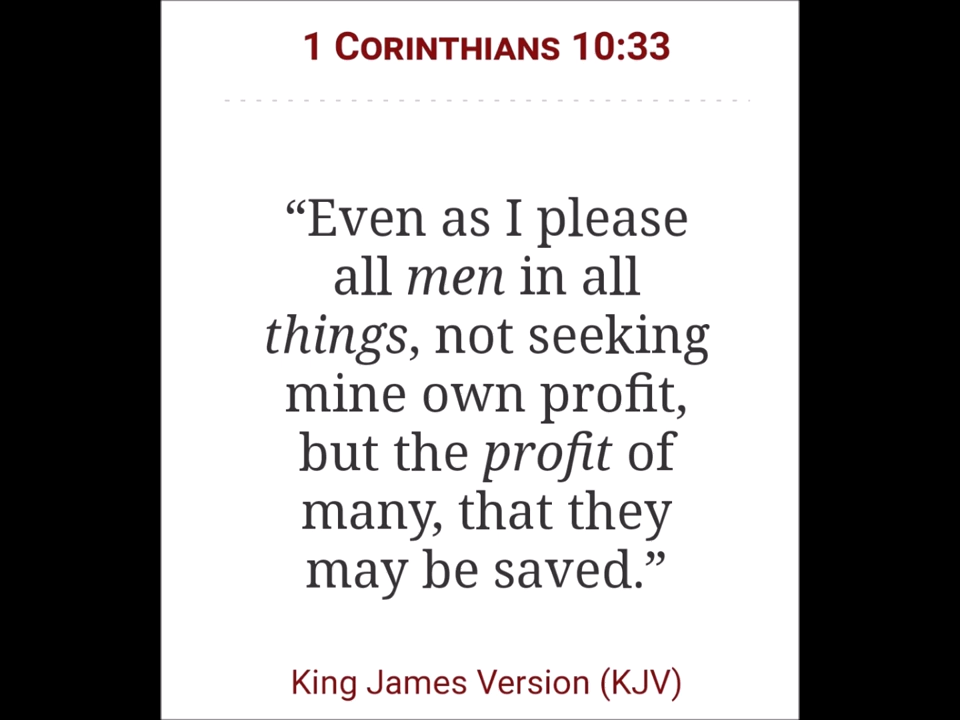 1 Corinthians 10:33
“Even as I please
all men in all
things, not seeking
mine own profit,
but the profit of
many, that they
may be saved.”
King James Version (KJV)